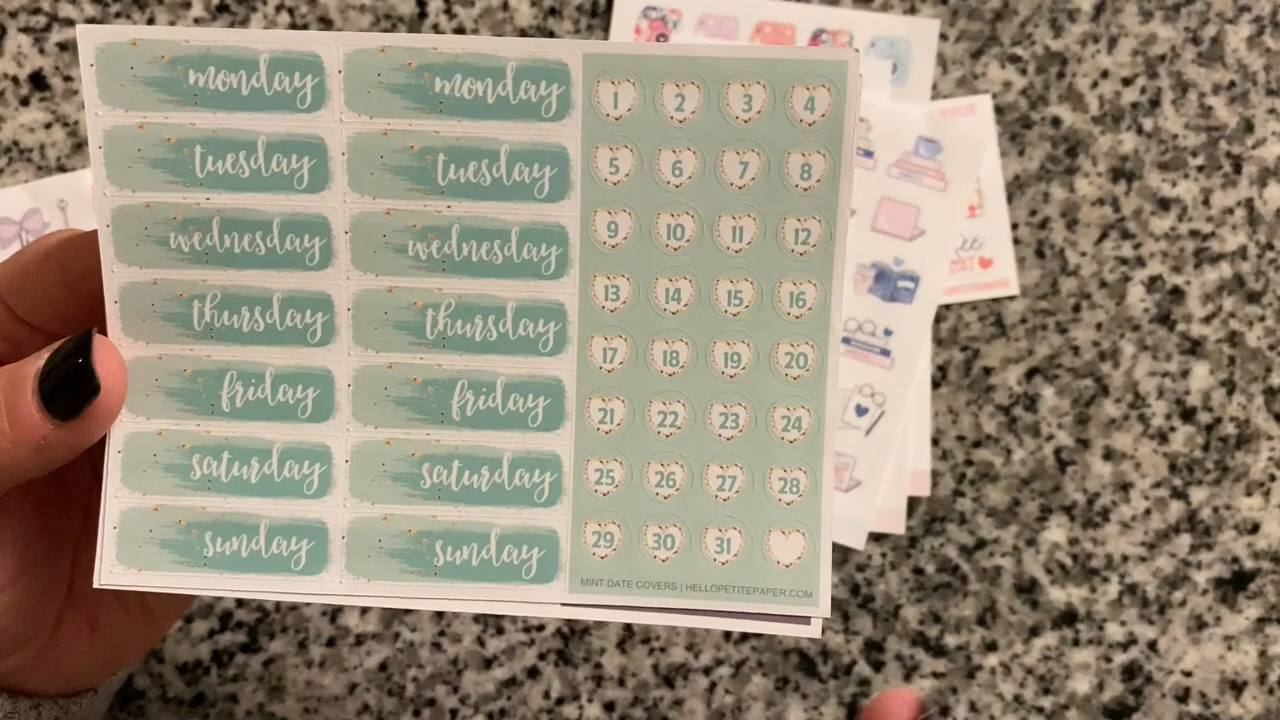 monday monday
tuesday tuesday
wednesday wednesday
thursday thursday
friday friday
saturday saturday
sunday sunday
1 2 3 4
5 6 7 8
9 10 11 12
13 14 15 16
17 18 19 20
21 22 23 24
25 26 27 28
29 30 31
MINT DATE COVERS | HELLOPETITEPAPER.COM